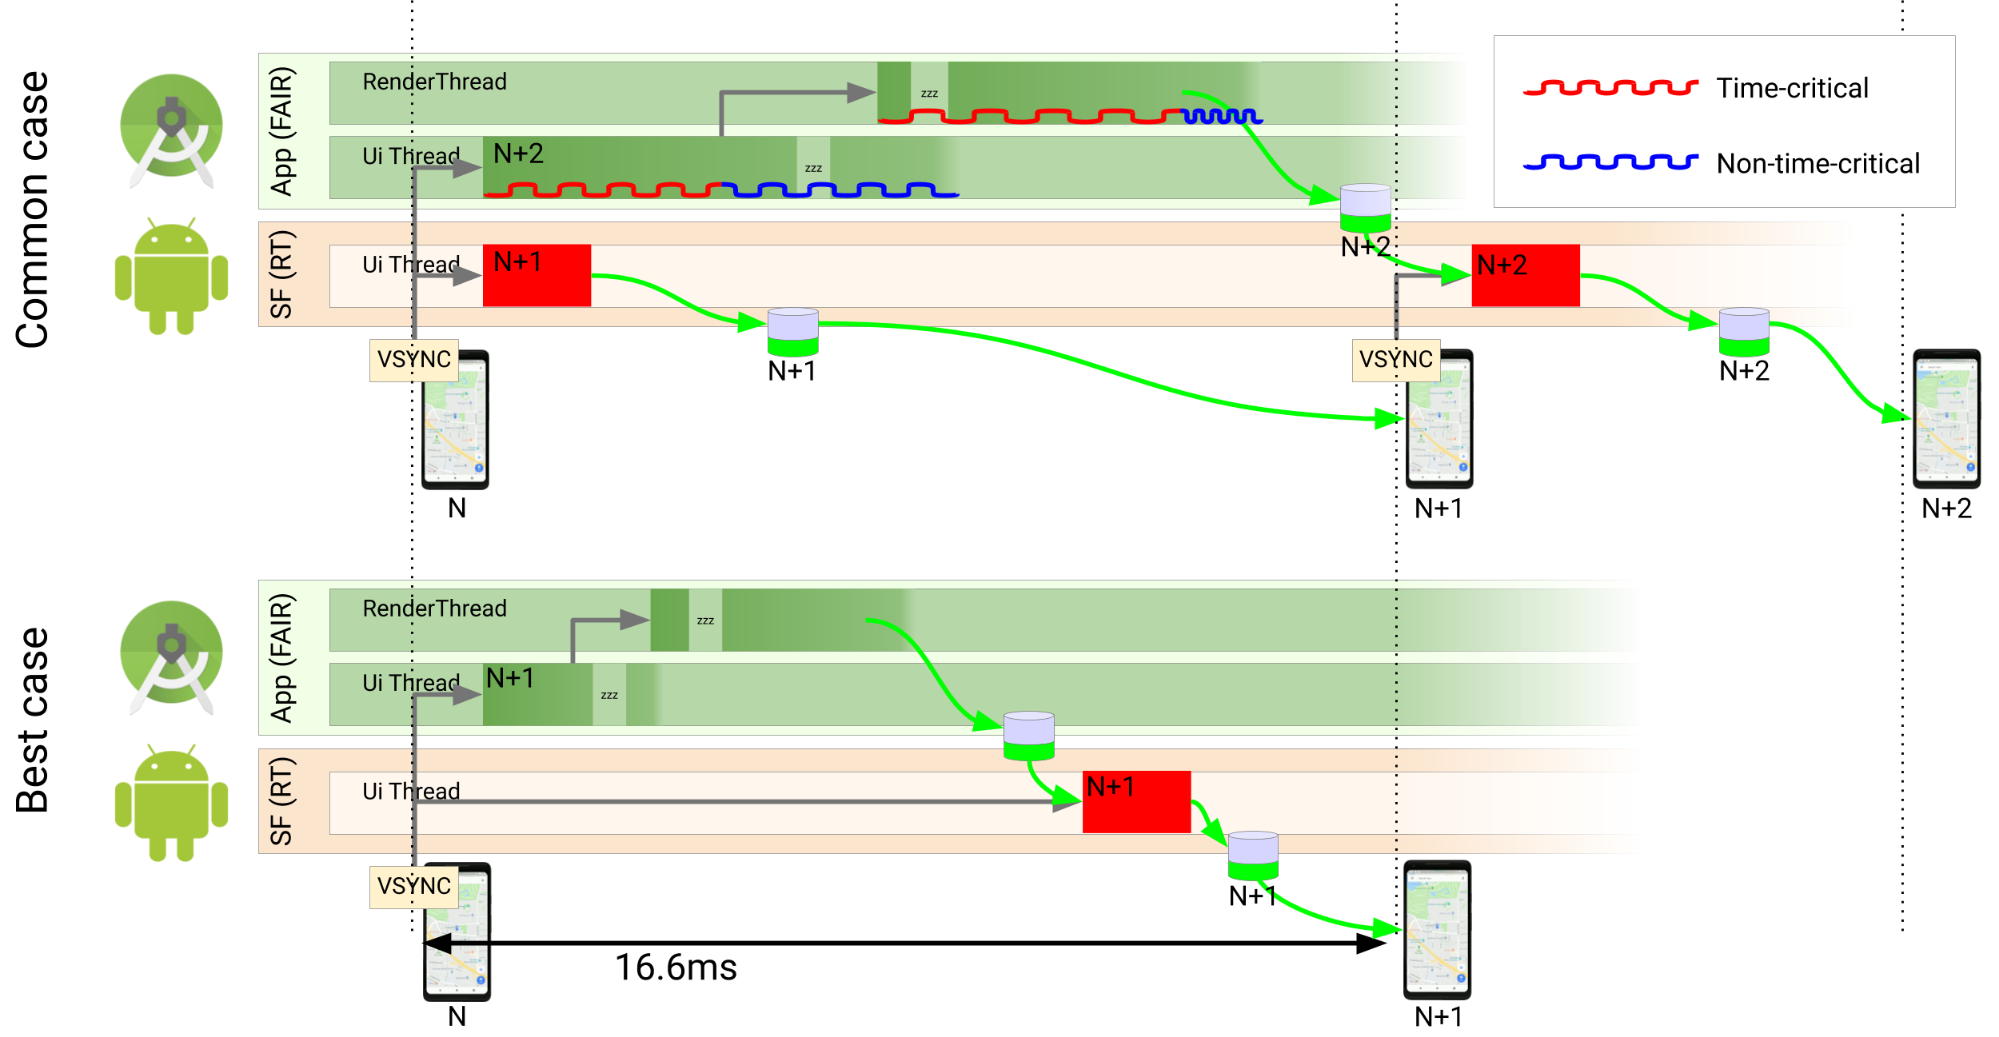 Common case
App (FAIR)
RenderThread
zzz
Ui Thread
N+2
zzz
SF (RT)
Ui Thread
N+1
N+1
N+2
N+2
N+2
VSYNC
VSYNC
N
N+1
N+2
Time-critical
Non-time-critical
Best case
App (FAIR)
RenderThread
zzz
Ui Thread
N+1
zzz
SF (RT)
Ui Thread
N+1
N+1
VSYNC
16.6ms
N
N+1